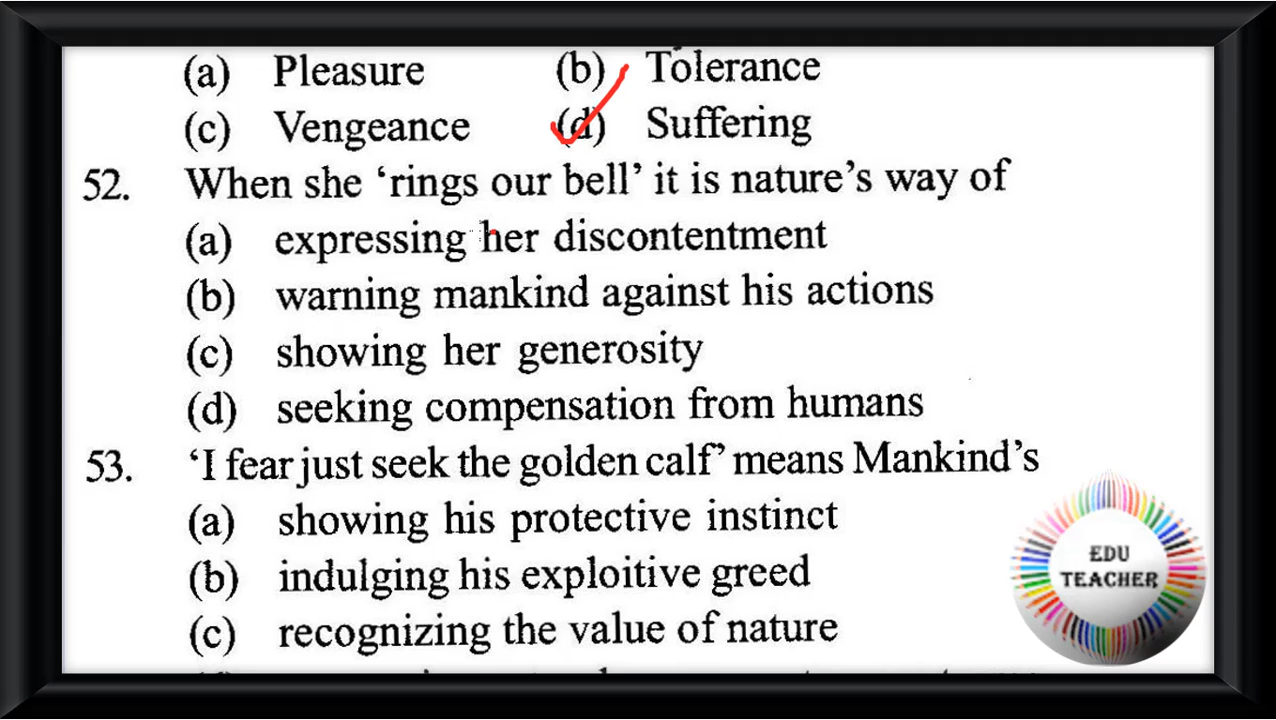 (a) Pleasure (b) Tolerance
(c) Vengeance (d) Suffering
52. When she ‘rings our bell’ it is nature’s way of
(a) expressing her discontentment
(b) warning mankind against his actions
(c) showing her generosity
(d) seeking compensation from humans
53. ‘I fear just seek the golden calf’ means Mankind’s
(a) showing his protective instinct
(b) indulging his exploitive greed
(c) recognizing the value of nature
EDU
TEACHER